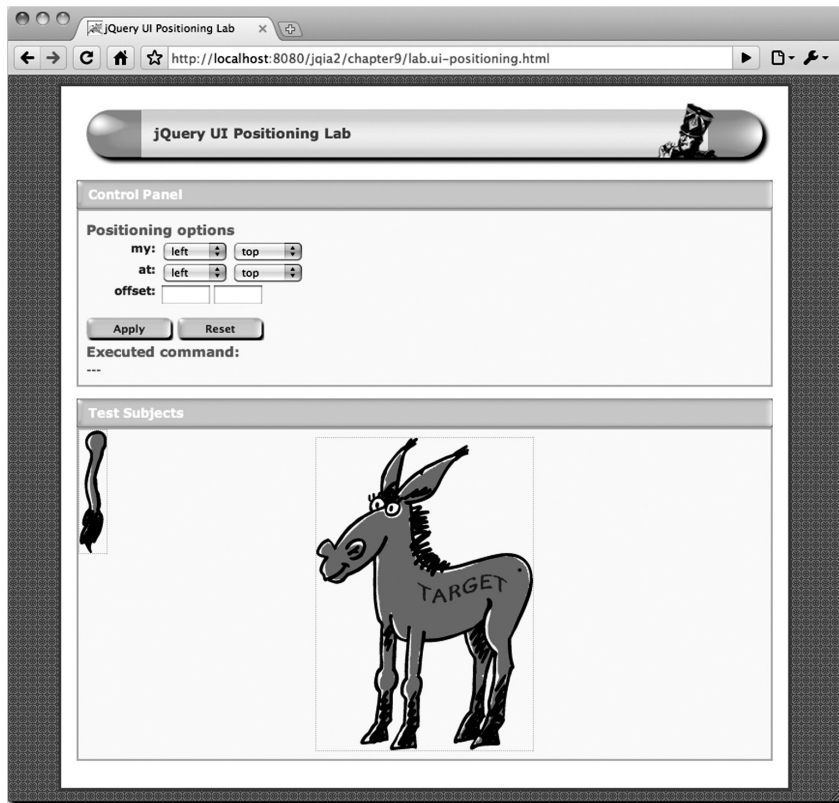 jQuery UI Positioning Lab
http://localhost:8080/jqia2/chapter9/lab.ui-positioning.html
jQuery UI Positioning Lab
Control Panel
Positioning options
my: left top
at: left top
offset:
Apply Reset
Executed command:
---
Test Subjects
TARGET